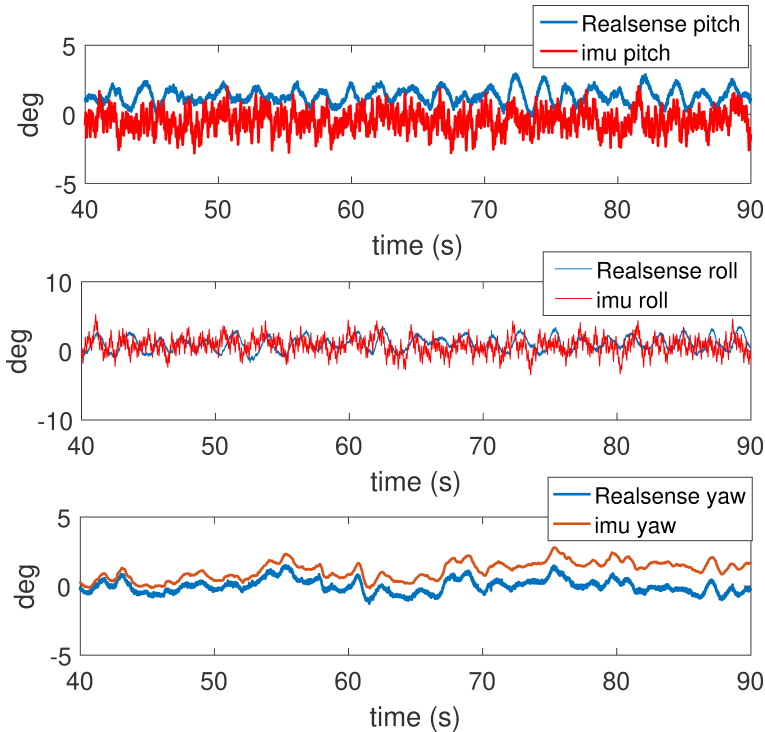 Realsense pitch
imu pitch
5
0
-5
deg
40 50 60 70 80 90
time (s)
Realsense roll
imu roll
10
0
-10
deg
40 50 60 70 80 90
time (s)
Realsense yaw
imu yaw
5
0
-5
deg
40 50 60 70 80 90
time (s)